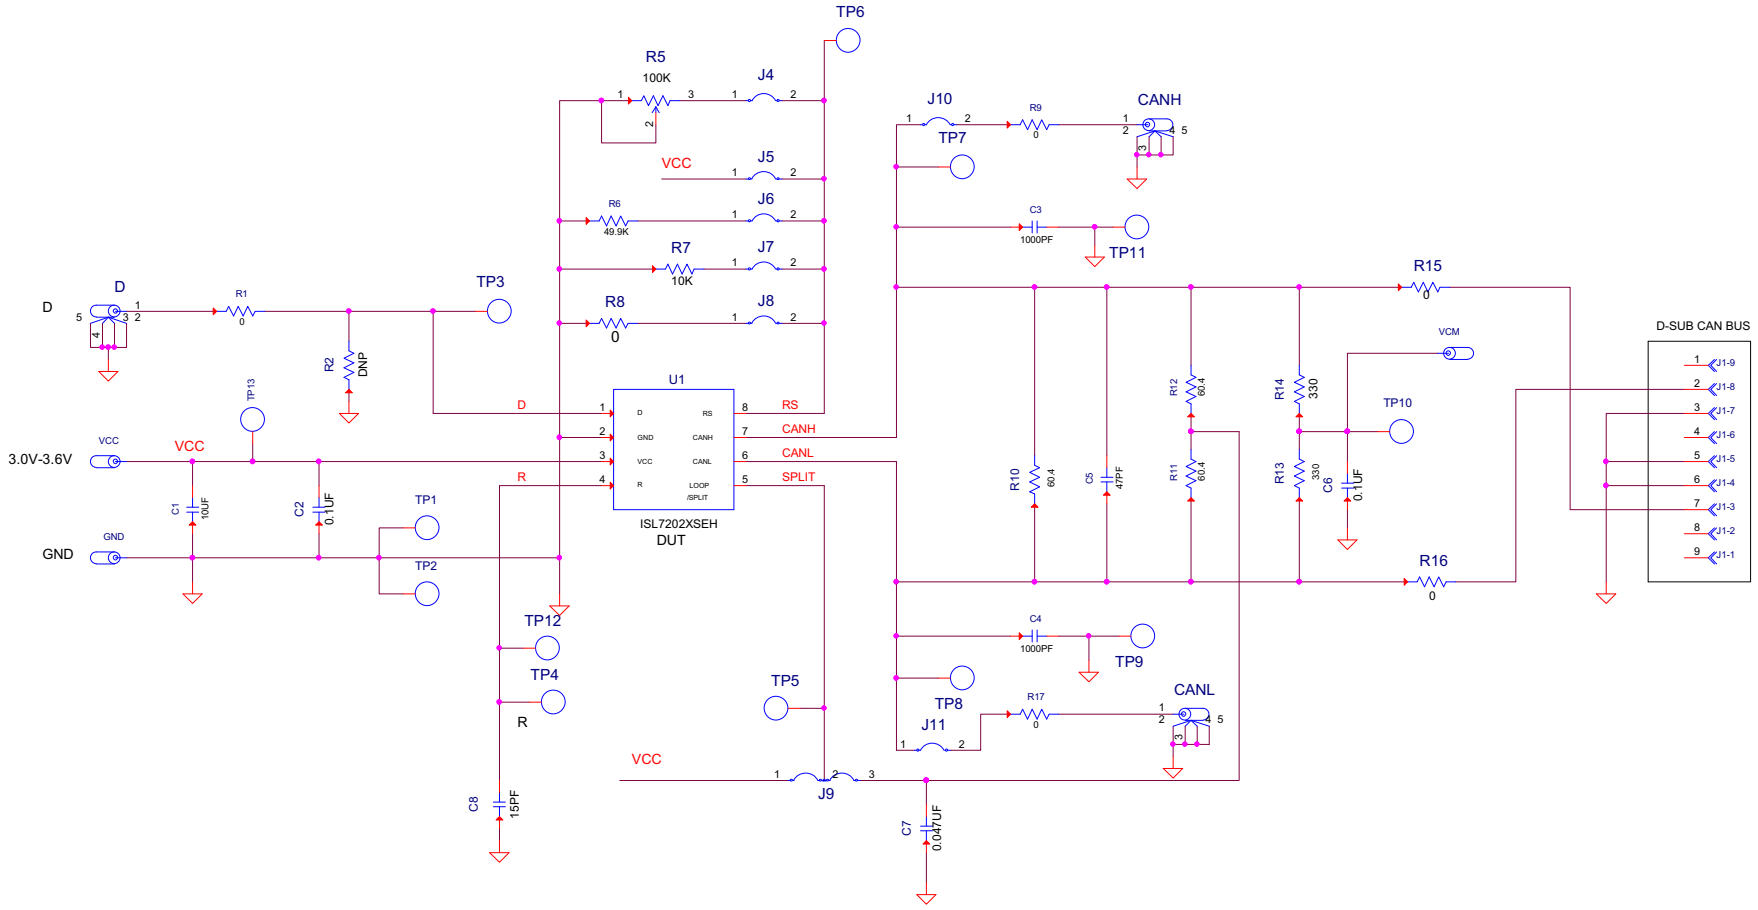 TP6
R5
100K
J4
1
3
1
2
2
J10
R9
CANH
1
2
0
1
2
3
4
5
TP7
VCC
J5
1
2
R6
J6
49.9K
1
2
C3
1000PF
TP11
R7
J7
10K
1
2
R15
0
D
D
1
3
2
5
4
R1
0
TP3
R8
J8
0
1
2
R2
DNP
VCM
D-SUB CAN BUS
1
J1-9
2
J1-8
3
J1-7
4
J1-6
5
J1-5
6
J1-4
7
J1-3
8
J1-2
9
J1-1
TP13
U1
D
1
D
RS
8
RS
2
GND
CANH
7
CANH
3
VCC
CANL
6
CANL
R
4
R
LOOP
/SPLIT
5
SPLIT
ISL7202XSEH
DUT
R12
60.4
R14
330
TP10
3.0V-3.6V
VCC
VCC
C1
10UF
C2
0.1UF
TP1
R10
60.4
C5
47PF
R11
60.4
R13
330
C6
0.1UF
GND
GND
TP2
R16
0
TP12
C4
1000PF
TP9
TP4
R
TP5
TP8
R17
0
CANL
1
2
3
4
5
J11
1
2
VCC
1
2
3
J9
C8
15PF
C7
0.047UF